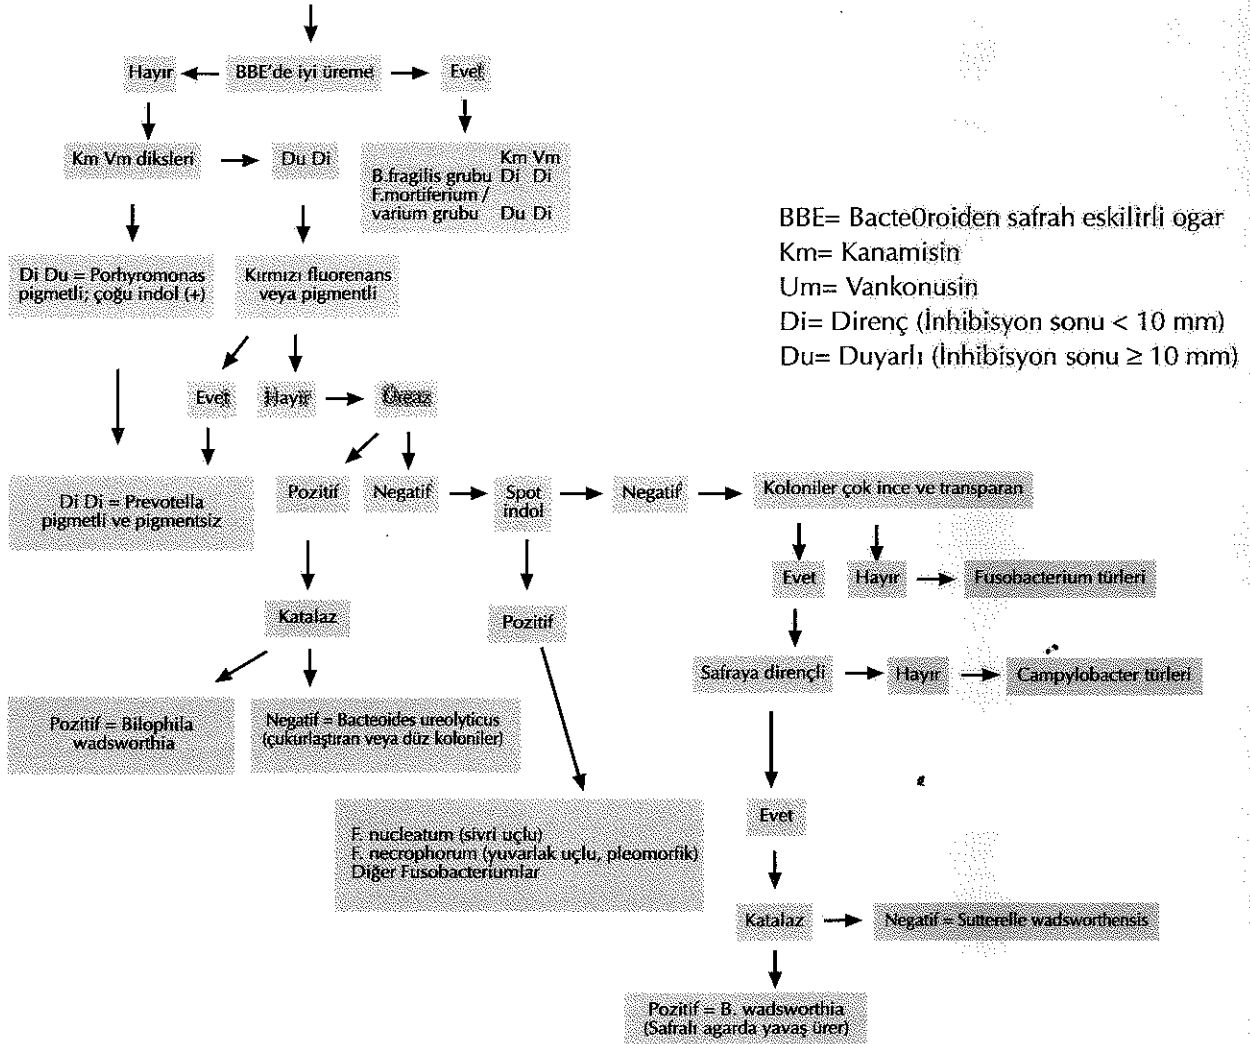 Hayır
BBE'de iyi üreme
Evet
Km Vm diksleri
Du Di
Km Vm
B.fragilis grubu Di Di
F.mortiferium /
varium grubu Du Di
BBE= Bacte0roiden safrah eskilirli ogar
Km= Kanamisin
Um= Vankonusin
Di= Direnç (İnhibisyon sonu < 10 mm)
Du= Duyarlı (İnhibisyon sonu ≥ 10 mm)
Di Du = Porhyromonas
pigmetli; çoğu indol (+)
Kırmızı fluorenans
veya pigmentli
Evet
Hayır
Üreaz
Di Di = Prevotella
pigmetli ve pigmentsiz
Pozitif
Negatif
Spot
indol
Negatif
Koloniler çok ince ve transparan
Evet
Hayır
Fusobacterium türleri
Katalaz
Pozitif
Safraya dirençli
Hayır
Campylobacter türleri
Pozitif = Bilophila
wadsworthia
Negatif = Bacteoides ureolyticus
(çukurlaştıran veya düz koloniler)
F. nucleatum (sivri uçlu)
F. necrophorum (yuvarlak uçlu, pleomorfik)
Diğer Fusobacteriumlar
Evet
Katalaz
Negatif = Sutterelle wadsworthensis
Pozitif = B. wadsworthia
(Safralı agarda yavaş ürer)